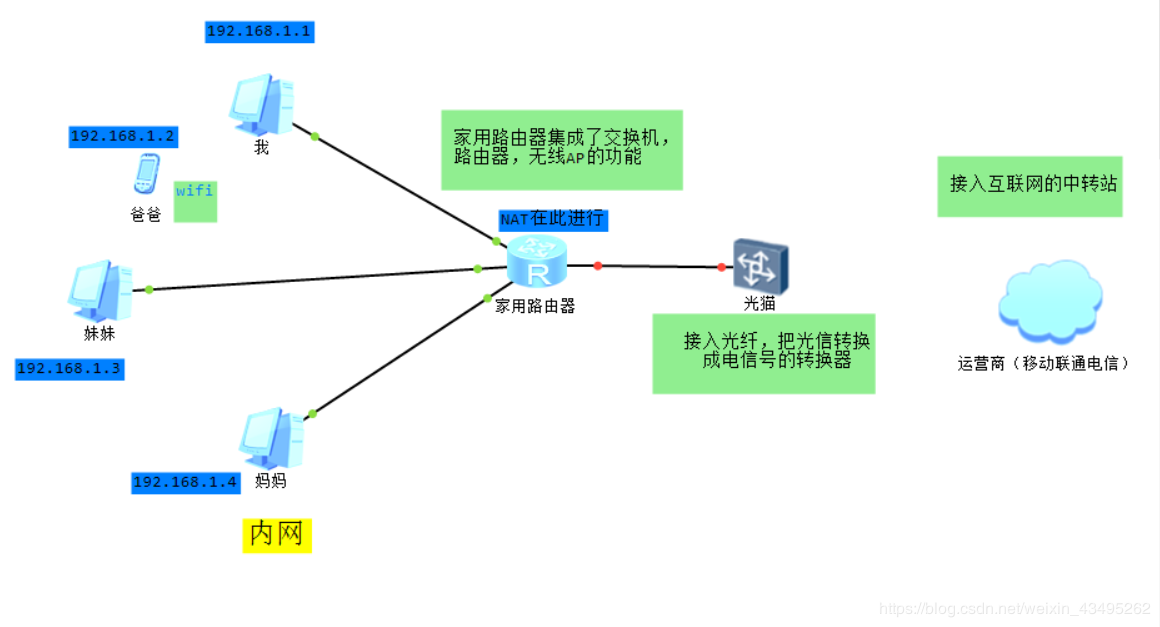 192.168.1.1
我
192.168.1.2
wifi
爸爸
家用路由器集成了交换机，
路由器，无线AP的功能
接入互联网的中转站
NAT在此进行
R
家用路由器
光猫
妹妹
192.168.1.3
接入光纤，把光信转换
成电信号的转换器
运营商（移动联通电信）
192.168.1.4
妈妈
内网
https://blog.csdn.net/weixin_43495262